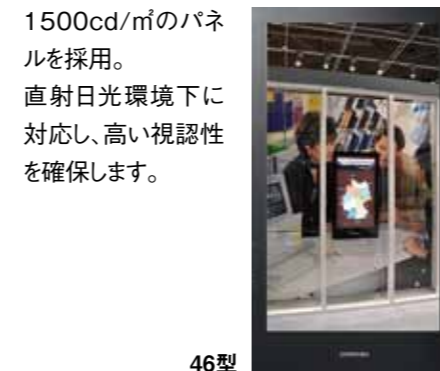 1500cd/㎡のパネ
ルを採用。
直射日光環境下に
対応し、高い視認性
を確保します。
46型